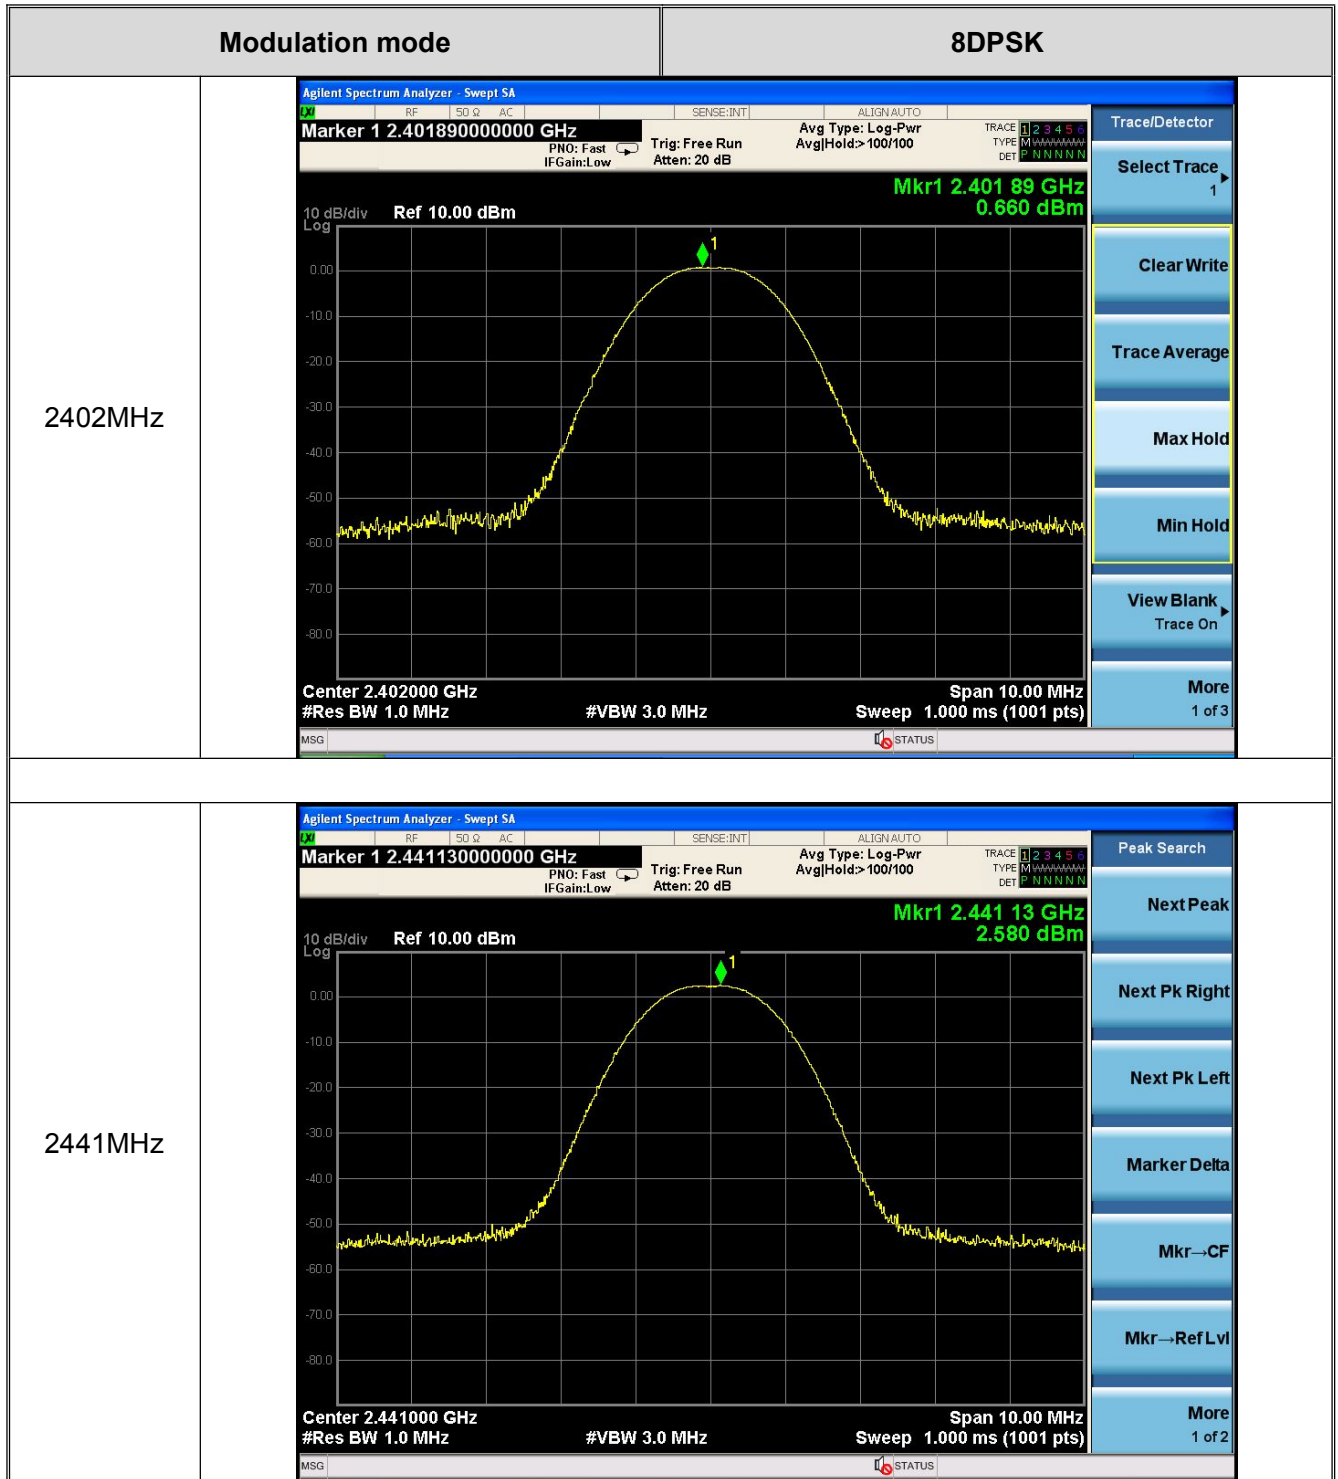 Modulation mode 8DPSK
2402MHz
Agilent Spectrum Analyzer - Swept SA
LXI RF 50 Ω AC SENSE:INT ALIGN AUTO
Marker 1 2.401890000000 GHz
PNO: Fast
IFGain:Low
Trig: Free Run
Atten: 20 dB
Avg Type: Log-Pwr
Avg|Hold:>100/100
TRACE 1 2 3 4 5 6
TYPE M WWWWW
DET P N N N N N
Mkr1 2.401 89 GHz
0.660 dBm
10 dB/div Ref 10.00 dBm
Log
1
0.00
-10.0
-20.0
-30.0
-40.0
-50.0
-60.0
-70.0
-80.0
Center 2.402000 GHz Span 10.00 MHz
#Res BW 1.0 MHz #VBW 3.0 MHz Sweep 1.000 ms (1001 pts)
MSG STATUS
Trace/Detector
Select Trace
1
Clear Write
Trace Average
Max Hold
Min Hold
View Blank
Trace On
More
1 of 3
2441MHz
Agilent Spectrum Analyzer - Swept SA
LXI RF 50 Ω AC SENSE:INT ALIGN AUTO
Marker 1 2.441130000000 GHz
PNO: Fast
IFGain:Low
Trig: Free Run
Atten: 20 dB
Avg Type: Log-Pwr
Avg|Hold:>100/100
TRACE 1 2 3 4 5 6
TYPE M WWWWW
DET P N N N N N
Mkr1 2.441 13 GHz
2.580 dBm
10 dB/div Ref 10.00 dBm
Log
1
0.00
-10.0
-20.0
-30.0
-40.0
-50.0
-60.0
-70.0
-80.0
Center 2.441000 GHz Span 10.00 MHz
#Res BW 1.0 MHz #VBW 3.0 MHz Sweep 1.000 ms (1001 pts)
MSG STATUS
Peak Search
Next Peak
Next Pk Right
Next Pk Left
Marker Delta
Mkr→CF
Mkr→Ref Lvl
More
1 of 2